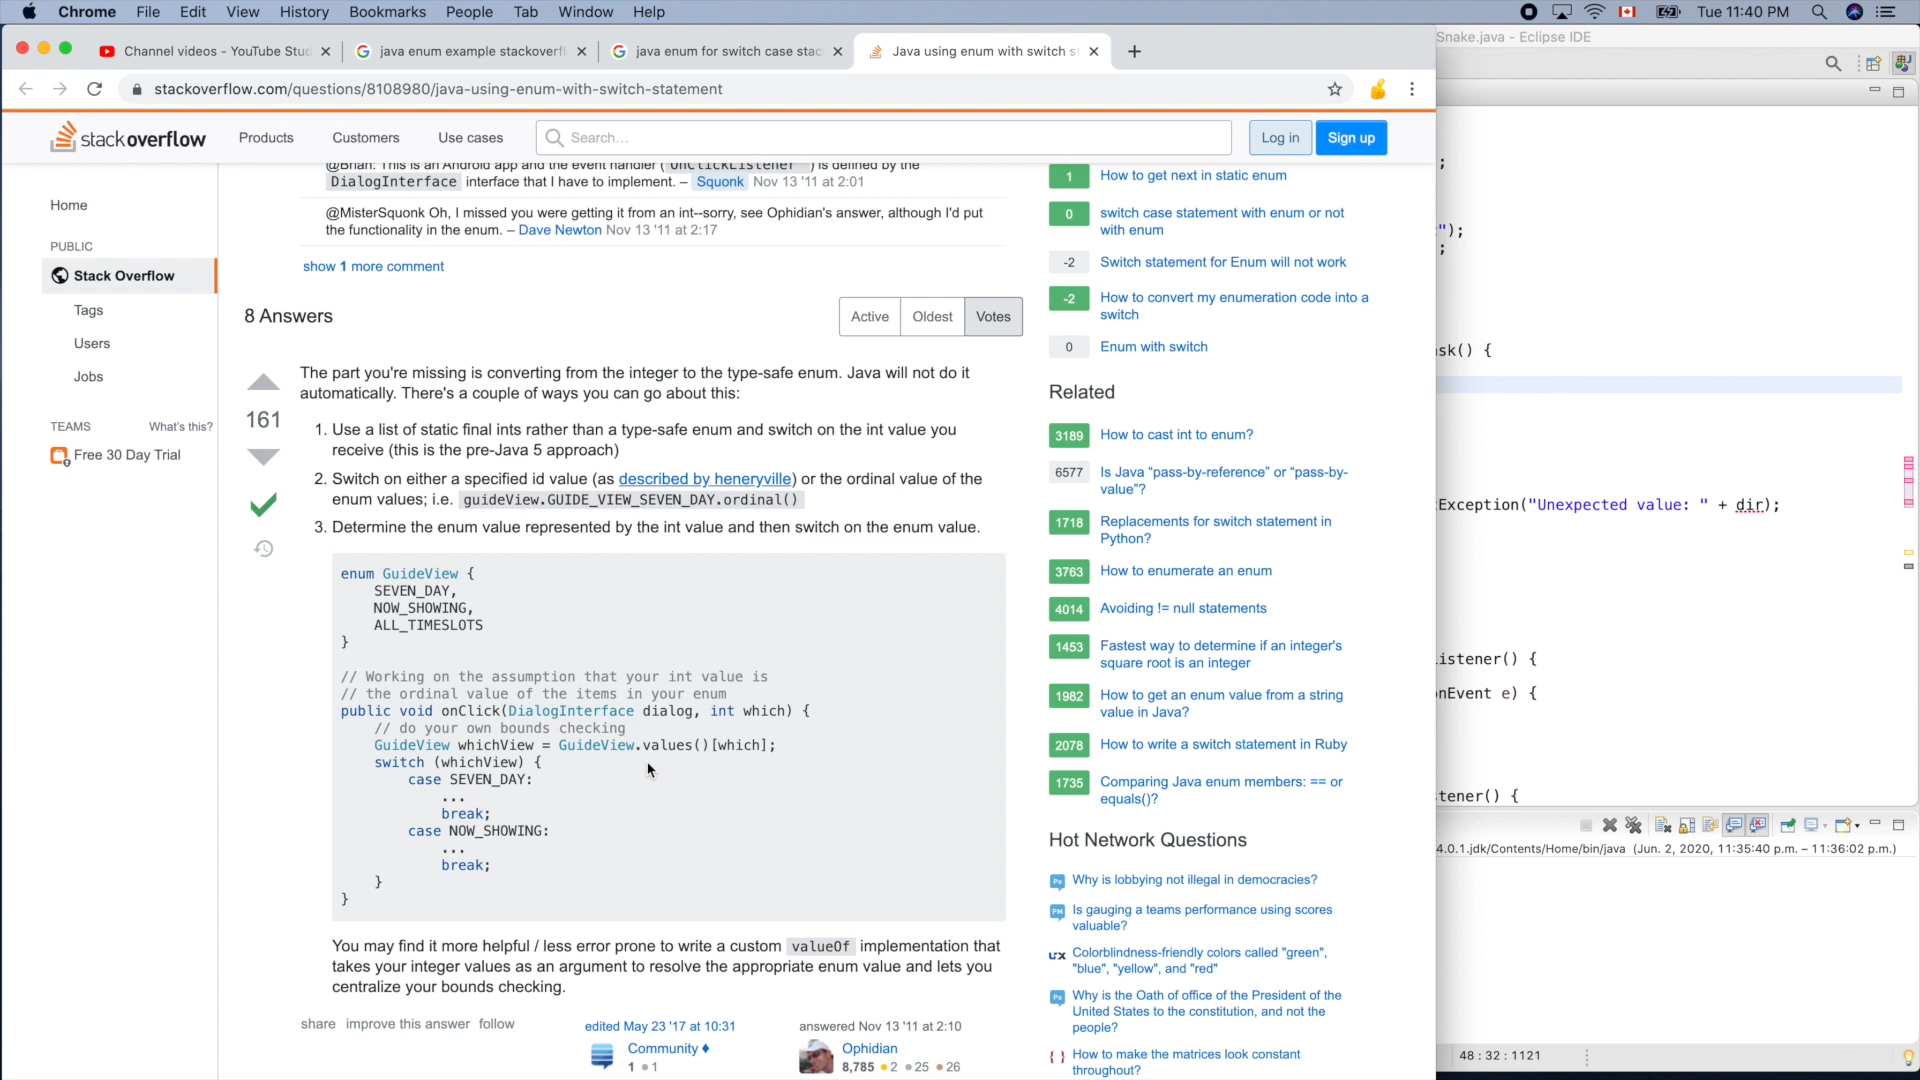 Chrome File Edit View History Bookmarks People Tab Window Help Tue 11:40 PM
Channel videos - YouTube Stud
java enum example stackoverfl
java enum for switch case stac
Java using enum with switch st
Snake.java - Eclipse IDE
stackoverflow.com/questions/8108980/java-using-enum-with-switch-statement
stackoverflow Products Customers Use cases Search... Log in Sign up
Home
PUBLIC
Stack Overflow
Tags
Users
Jobs
TEAMS What's this?
Free 30 Day Trial
@Brian: This is an Android app and the event handler ( OnClickListener ) is defined by the
DialogInterface interface that I have to implement. – Squonk Nov 13 '11 at 2:01
@MisterSquonk Oh, I missed you were getting it from an int--sorry, see Ophidian's answer, although I'd put
the functionality in the enum. – Dave Newton Nov 13 '11 at 2:17
show 1 more comment
8 Answers
Active Oldest Votes
161
The part you're missing is converting from the integer to the type-safe enum. Java will not do it
automatically. There's a couple of ways you can go about this:
1. Use a list of static final ints rather than a type-safe enum and switch on the int value you
receive (this is the pre-Java 5 approach)
2. Switch on either a specified id value (as described by heneryville) or the ordinal value of the
enum values; i.e. guideView.GUIDE_VIEW_SEVEN_DAY.ordinal()
3. Determine the enum value represented by the int value and then switch on the enum value.
enum GuideView {
SEVEN_DAY,
NOW_SHOWING,
ALL_TIMESLOTS
}
// Working on the assumption that your int value is
// the ordinal value of the items in your enum
public void onClick(DialogInterface dialog, int which) {
// do your own bounds checking
GuideView whichView = GuideView.values()[which];
switch (whichView) {
case SEVEN_DAY:
...
break;
case NOW_SHOWING:
...
break;
}
}
You may find it more helpful / less error prone to write a custom valueOf implementation that
takes your integer values as an argument to resolve the appropriate enum value and lets you
centralize your bounds checking.
share improve this answer follow
edited May 23 '17 at 10:31
Community ♦
1 ●1
answered Nov 13 '11 at 2:10
Ophidian
8,785 ●2 ●25 ●26
1 How to get next in static enum
0 switch case statement with enum or not
with enum
-2 Switch statement for Enum will not work
-2 How to convert my enumeration code into a
switch
0 Enum with switch
Related
3189 How to cast int to enum?
6577 Is Java “pass-by-reference” or “pass-by-
value”?
1718 Replacements for switch statement in
Python?
3763 How to enumerate an enum
4014 Avoiding != null statements
1453 Fastest way to determine if an integer's
square root is an integer
1982 How to get an enum value from a string
value in Java?
2078 How to write a switch statement in Ruby
1735 Comparing Java enum members: == or
equals()?
Hot Network Questions
Why is lobbying not illegal in democracies?
Is gauging a teams performance using scores
valuable?
Colorblindness-friendly colors called "green",
"blue", "yellow", and "red"
Why is the Oath of office of the President of the
United States to the constitution, and not the
people?
How to make the matrices look constant
throughout?
;
");
;
ask() {
Exception("Unexpected value: " + dir);
istener() {
onEvent e) {
tener() {
4.0.1.jdk/Contents/Home/bin/java (Jun. 2, 2020, 11:35:40 p.m. – 11:36:02 p.m.)
48 : 32 : 1121